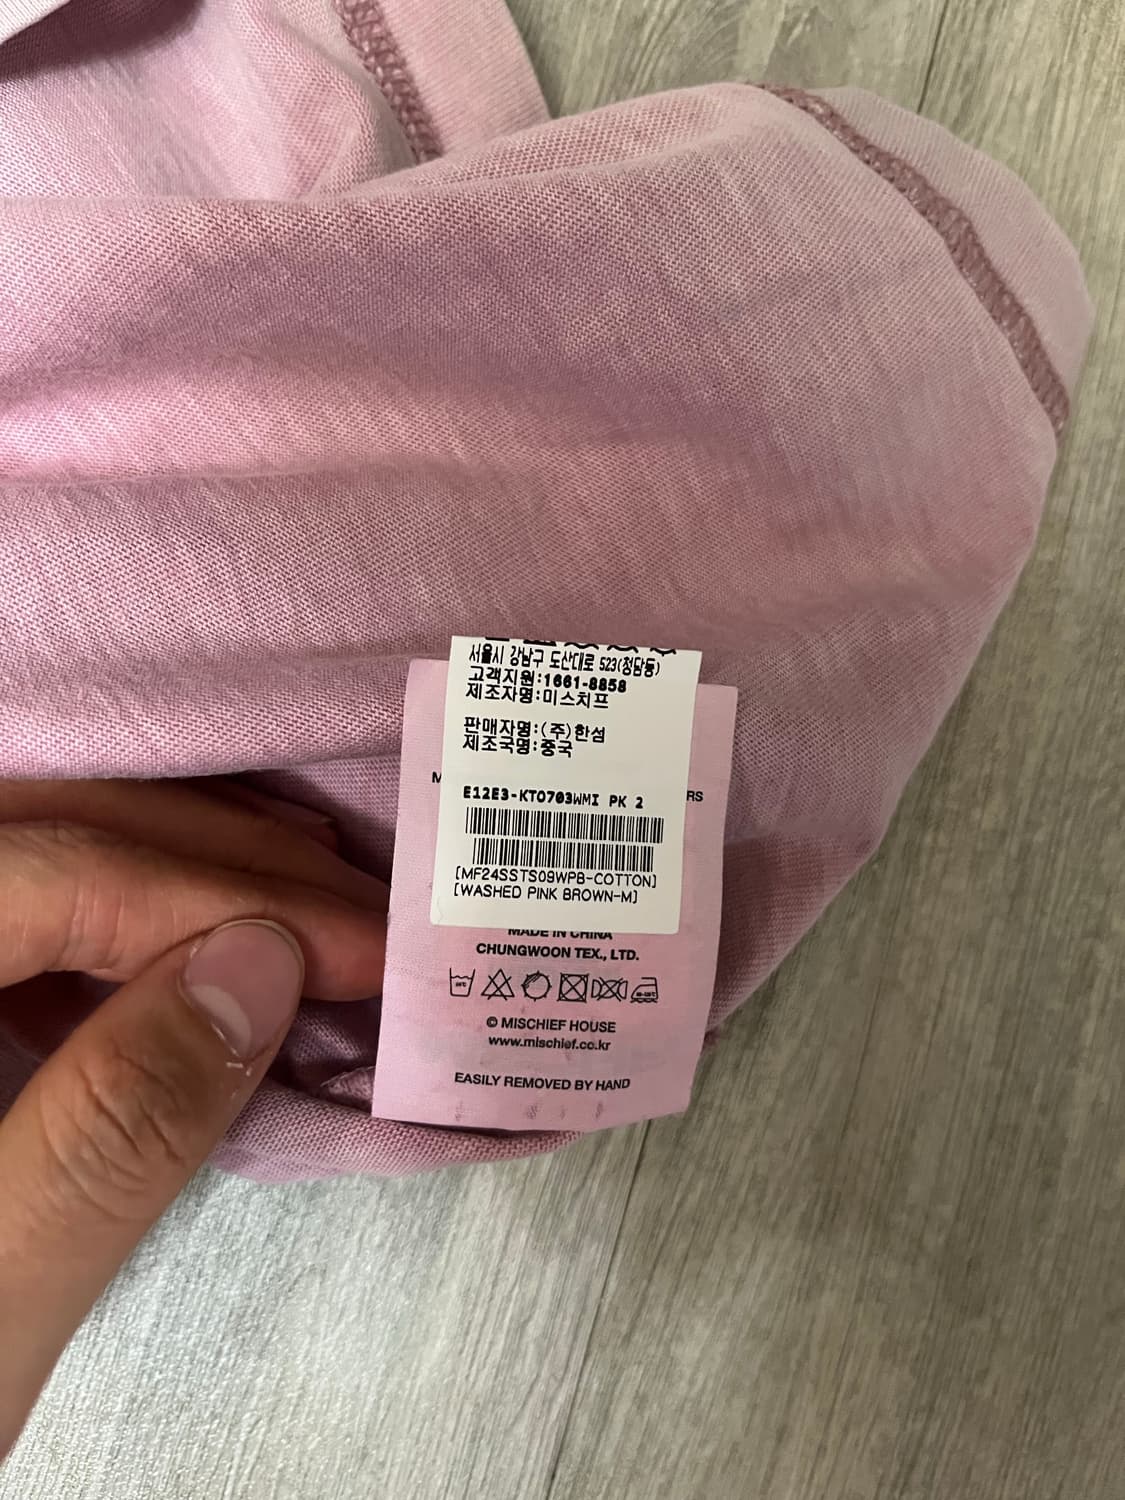 서울시 강남구 도산대로 523(청담동)
고객지원:1661-8858
제조자명:미스치프
판매자명:(주)한섬
제조국명:중국
M
RS
E12E3-KTO703WMI PK 2
[MF24SSTS09WPB-COTTON]
[WASHED PINK BROWN-M]
MADE IN CHINA
CHUNGWOON TEX., LTD.
© MISCHIEF HOUSE
www.mischief.co.kr
EASILY REMOVED BY HAND